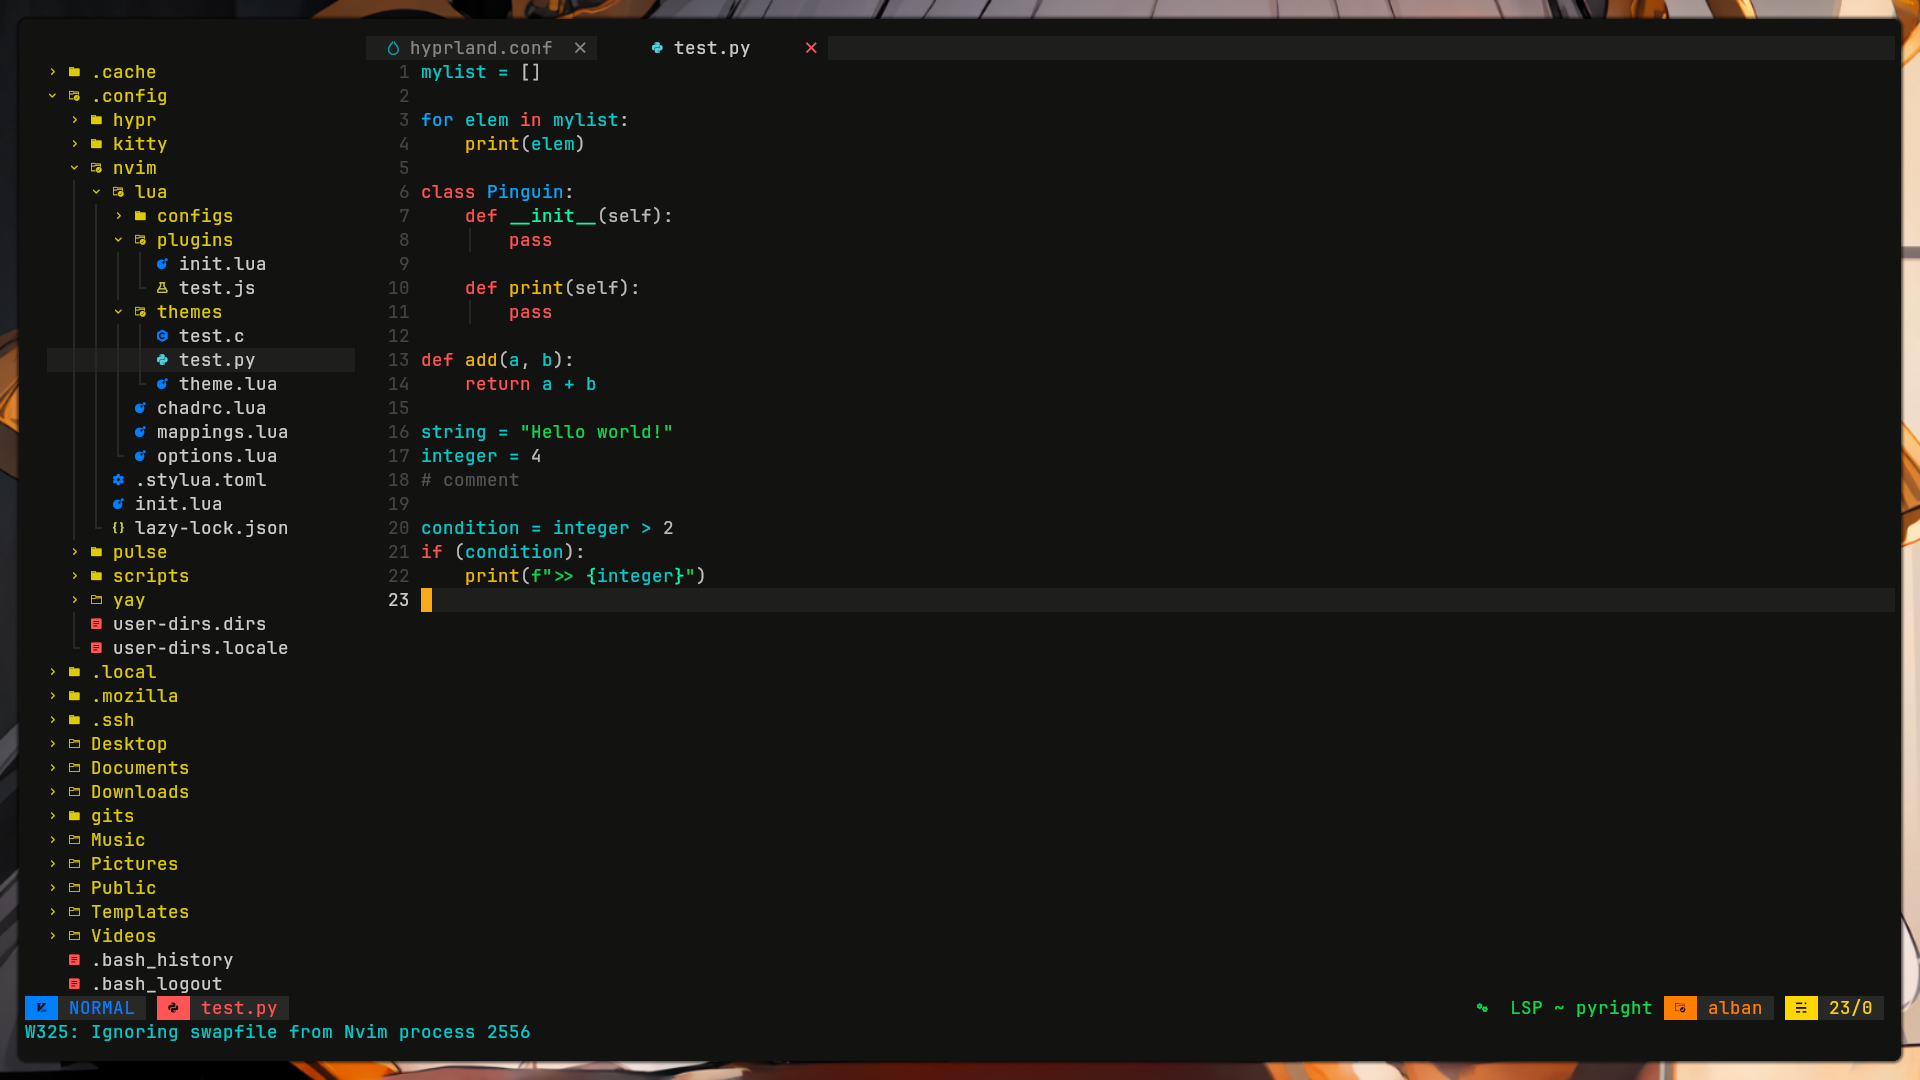 hyprland.conf test.py
.cache
.config
hypr
kitty
nvim
lua
configs
plugins
init.lua
test.js
themes
test.c
test.py
theme.lua
chadrc.lua
mappings.lua
options.lua
.stylua.toml
init.lua
lazy-lock.json
pulse
scripts
yay
user-dirs.dirs
user-dirs.locale
.local
.mozilla
.ssh
Desktop
Documents
Downloads
gits
Music
Pictures
Public
Templates
Videos
.bash_history
.bash_logout
1 mylist = []
2
3 for elem in mylist:
4     print(elem)
5
6 class Pinguin:
7     def __init__(self):
8         pass
9
10     def print(self):
11         pass
12
13 def add(a, b):
14     return a + b
15
16 string = "Hello world!"
17 integer = 4
18 # comment
19
20 condition = integer > 2
21 if (condition):
22     print(f">> {integer}")
23
NORMAL test.py LSP ~ pyright alban 23/0
W325: Ignoring swapfile from Nvim process 2556